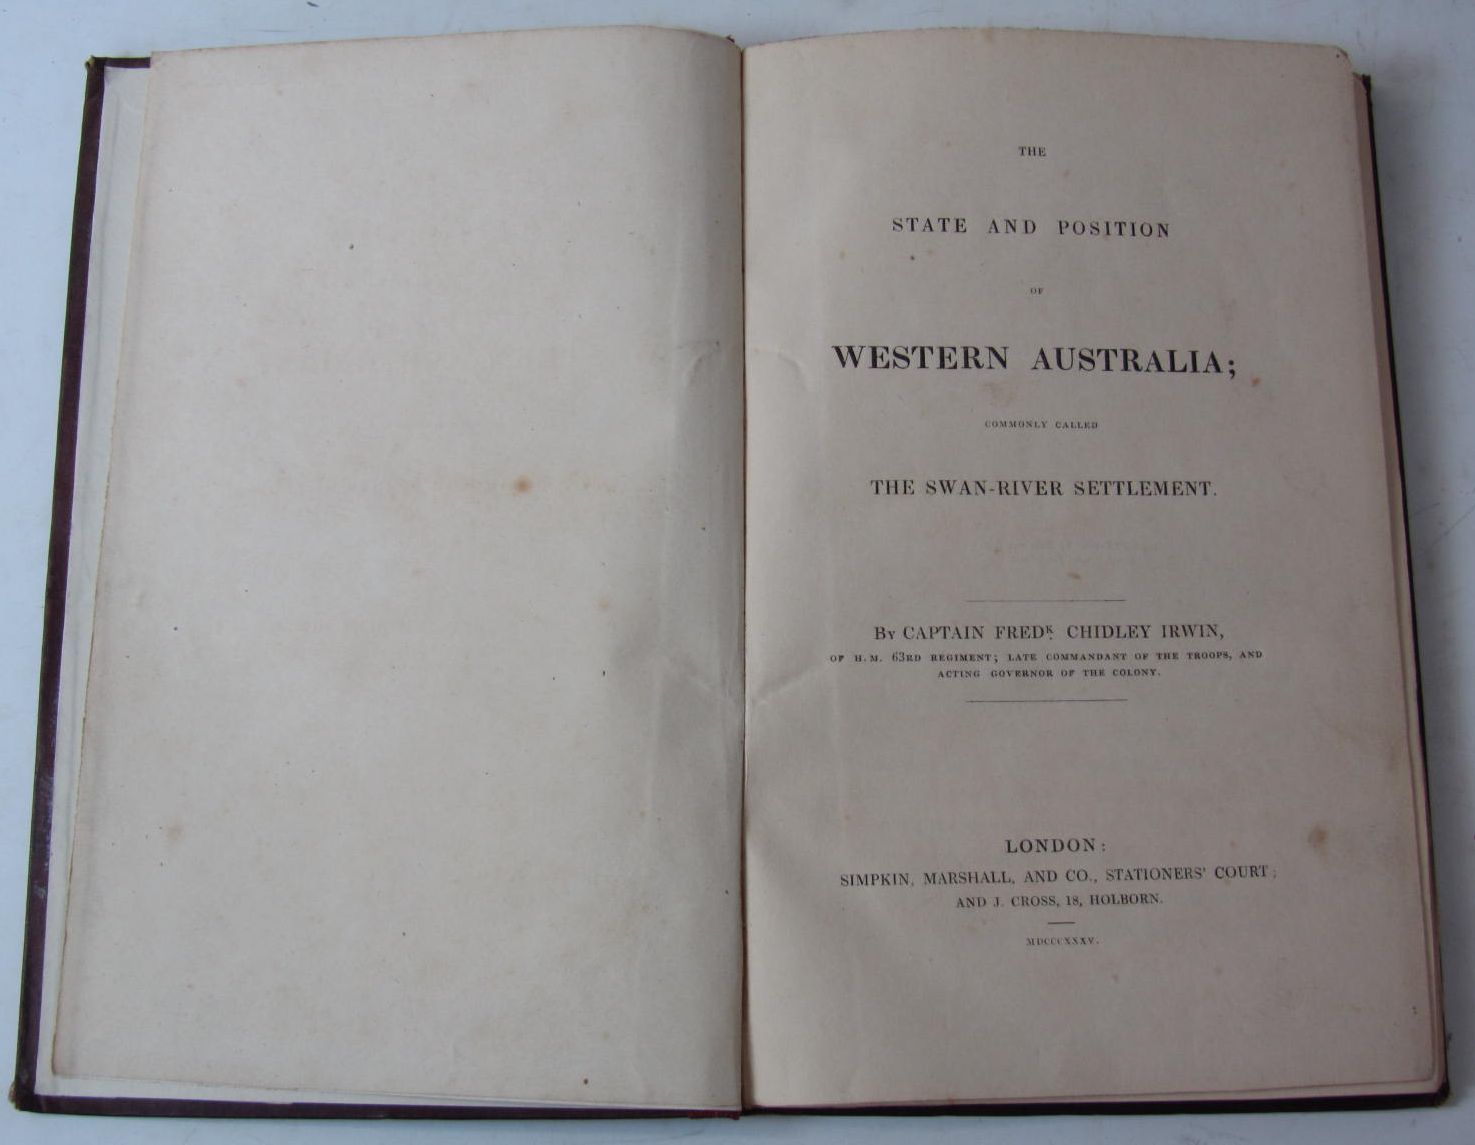 THE
STATE AND POSITION
OF
WESTERN AUSTRALIA;
COMMONLY CALLED
THE SWAN-RIVER SETTLEMENT.
By CAPTAIN FREDK. CHIDLEY IRWIN,
OF H. M. 63RD REGIMENT; LATE COMMANDANT OF THE TROOPS, AND
ACTING GOVERNOR OF THE COLONY.
LONDON:
SIMPKIN, MARSHALL, AND CO., STATIONERS' COURT;
AND J. CROSS, 18, HOLBORN.
MDCCCXXXV.